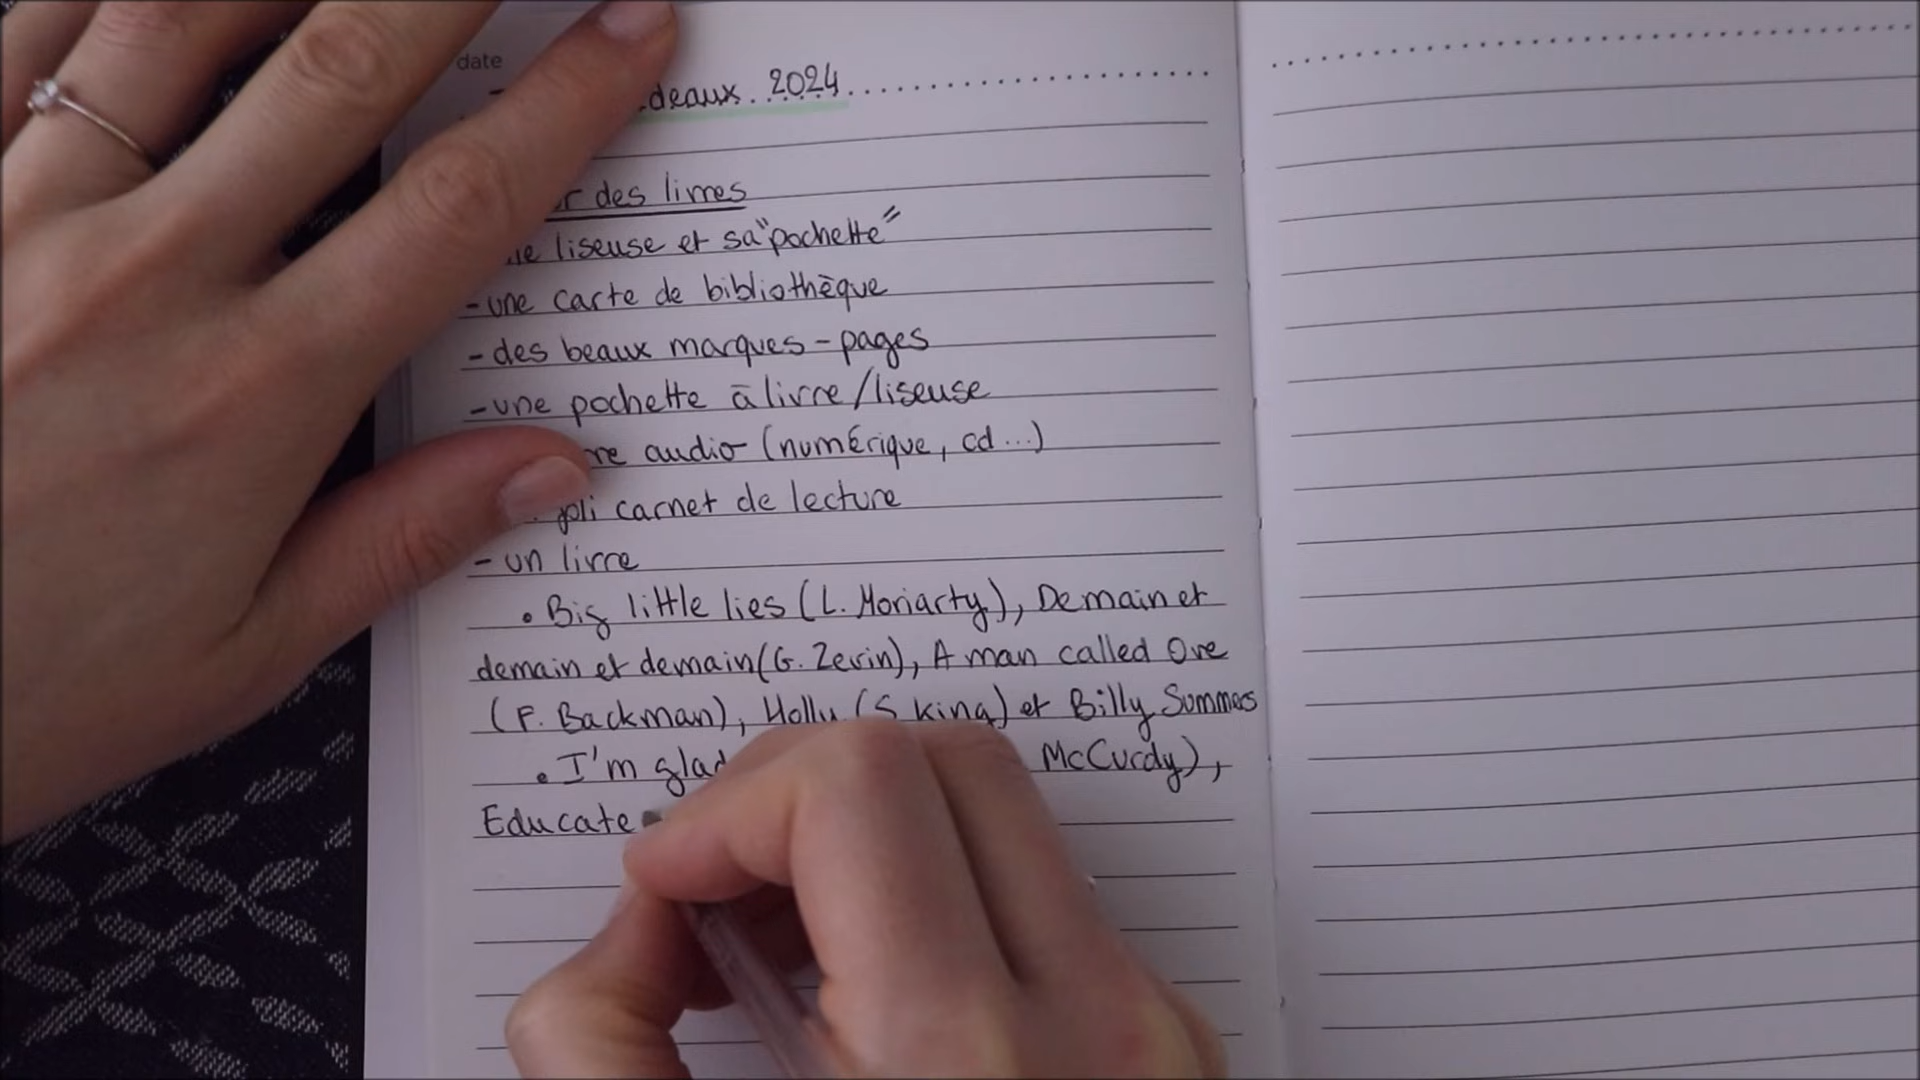 date
deaux 2024
des livres
liseuse et sa "pochette"
- une carte de bibliothèque
- des beaux marques-pages
- une pochette à livre/liseuse
audio (numérique, cd...)
joli carnet de lecture
- un livre
• Big little lies (L. Moriarty), Demain et
demain et demain (G. Zevin), A man called Ove
(F. Backman), Holly (S king) et Billy Summers
• I'm glad McCurdy),
Educate